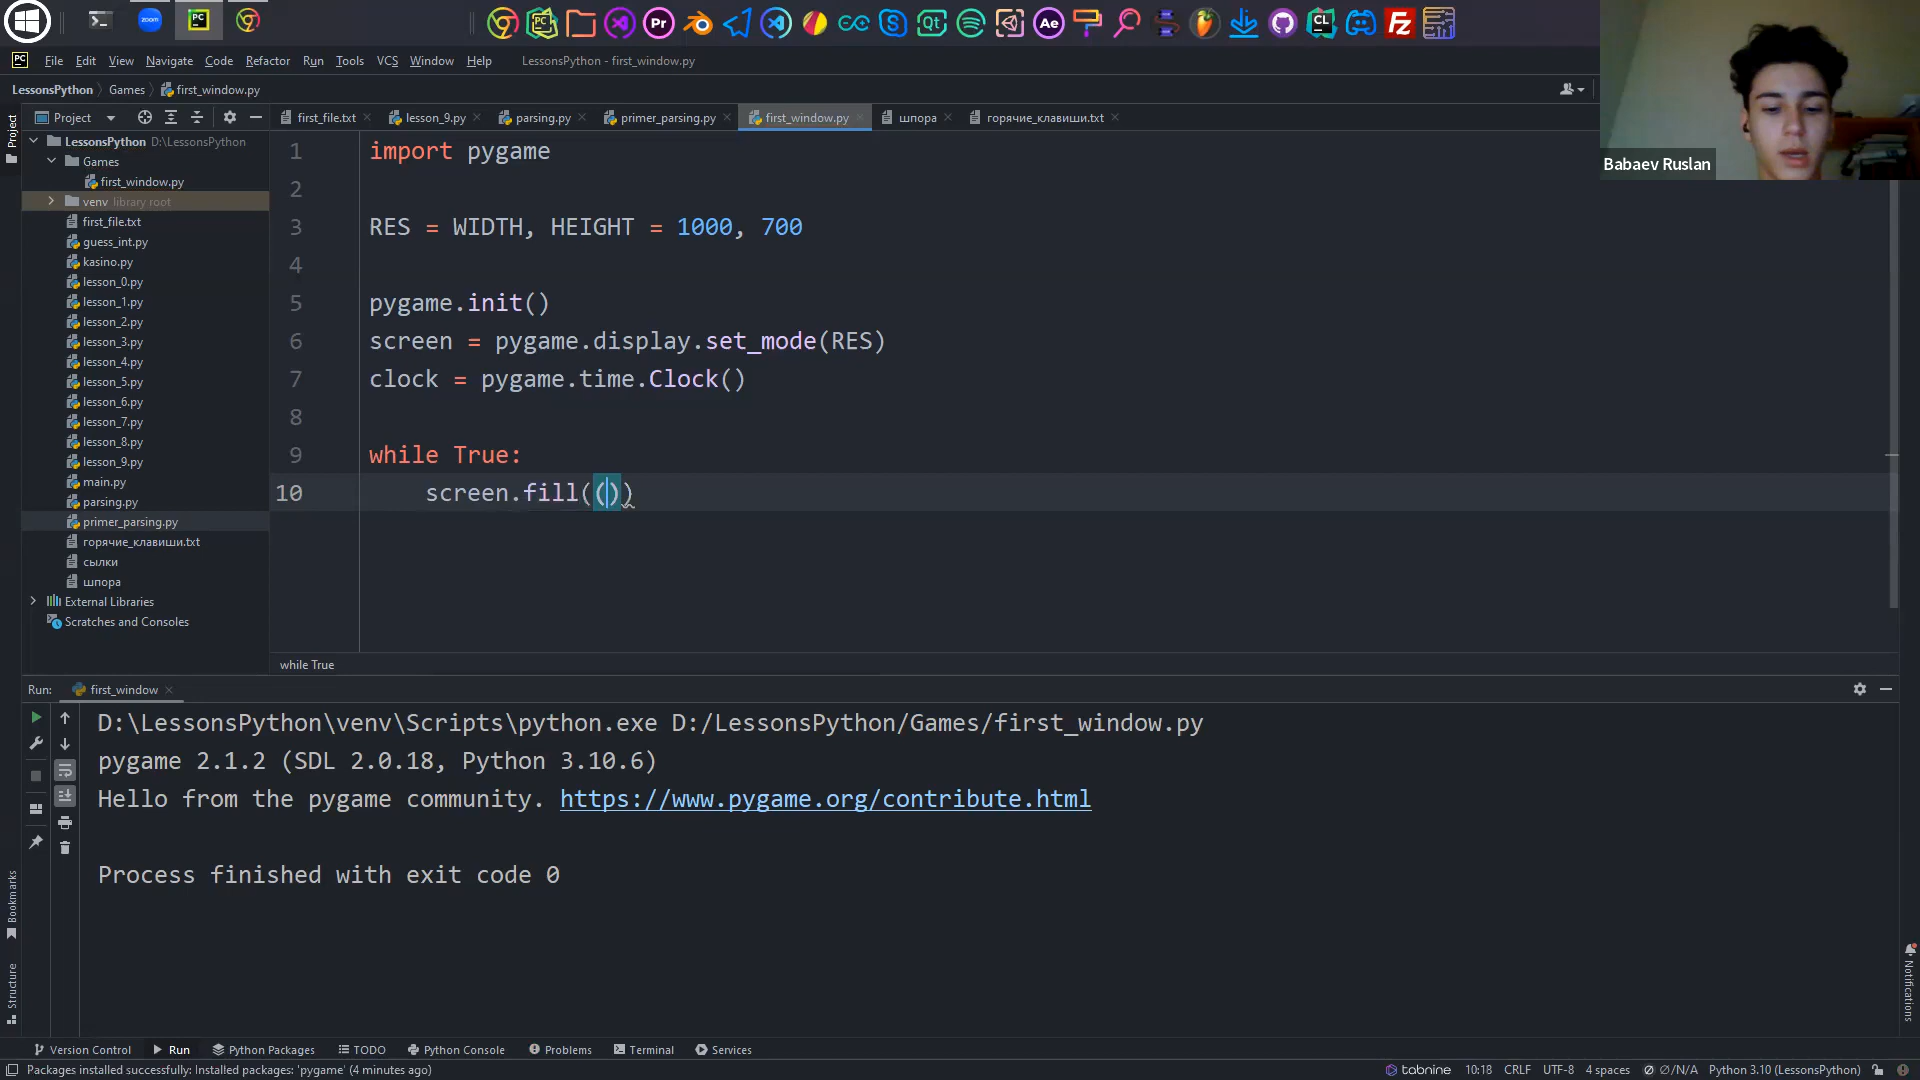 PC
Pr
Qt
Ae
CL
FZ
zoom
PC File Edit View Navigate Code Refactor Run Tools VCS Window Help LessonsPython - first_window.py
LessonsPython Games first_window.py
Babaev Ruslan
Project
first_file.txt lesson_9.py parsing.py primer_parsing.py first_window.py шпора горячие_клавиши.txt
Project
LessonsPython D:\LessonsPython
Games
first_window.py
venv library root
first_file.txt
guess_int.py
kasino.py
lesson_0.py
lesson_1.py
lesson_2.py
lesson_3.py
lesson_4.py
lesson_5.py
lesson_6.py
lesson_7.py
lesson_8.py
lesson_9.py
main.py
parsing.py
primer_parsing.py
горячие_клавиши.txt
сылки
шпора
External Libraries
Scratches and Consoles
1 import pygame
2
3 RES = WIDTH, HEIGHT = 1000, 700
4
5 pygame.init()
6 screen = pygame.display.set_mode(RES)
7 clock = pygame.time.Clock()
8
9 while True:
10 screen.fill(())
while True
Run: first_window
D:\LessonsPython\venv\Scripts\python.exe D:/LessonsPython/Games/first_window.py
pygame 2.1.2 (SDL 2.0.18, Python 3.10.6)
Hello from the pygame community. https://www.pygame.org/contribute.html
Process finished with exit code 0
Bookmarks
Structure
Notifications
Version Control Run Python Packages TODO Python Console Problems Terminal Services
Packages installed successfully: Installed packages: 'pygame' (4 minutes ago) tabnine 10:18 CRLF UTF-8 4 spaces ∅/N/A Python 3.10 (LessonsPython)